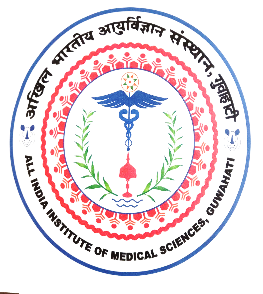 अखिल भारतीय आयुर्विज्ञान संस्थान, गुवाहाटी
ALL INDIA INSTITUTE OF MEDICAL SCIENCES, GUWAHATI